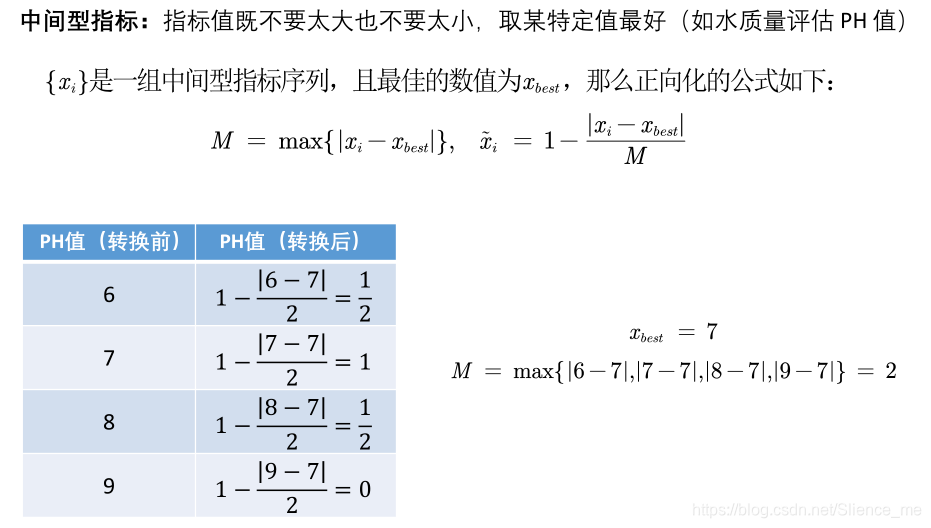 中间型指标：指标值既不要太大也不要太小，取某特定值最好（如水质量评估 PH 值）
{x_i}是一组中间型指标序列，且最佳的数值为x_{best}，那么正向化的公式如下：
M = max{|x_i − x_{best}|}, x̃_i = 1 − \frac{|x_i − x_{best}|}{M}
PH值（转换前） PH值（转换后）
6 1 − \frac{|6 − 7|}{2} = \frac{1}{2}
7 1 − \frac{|7 − 7|}{2} = 1
8 1 − \frac{|8 − 7|}{2} = \frac{1}{2}
9 1 − \frac{|9 − 7|}{2} = 0
x_{best} = 7
M = max{|6−7|,|7−7|,|8−7|,|9−7|} = 2
https://blog.csdn.net/Slience_me